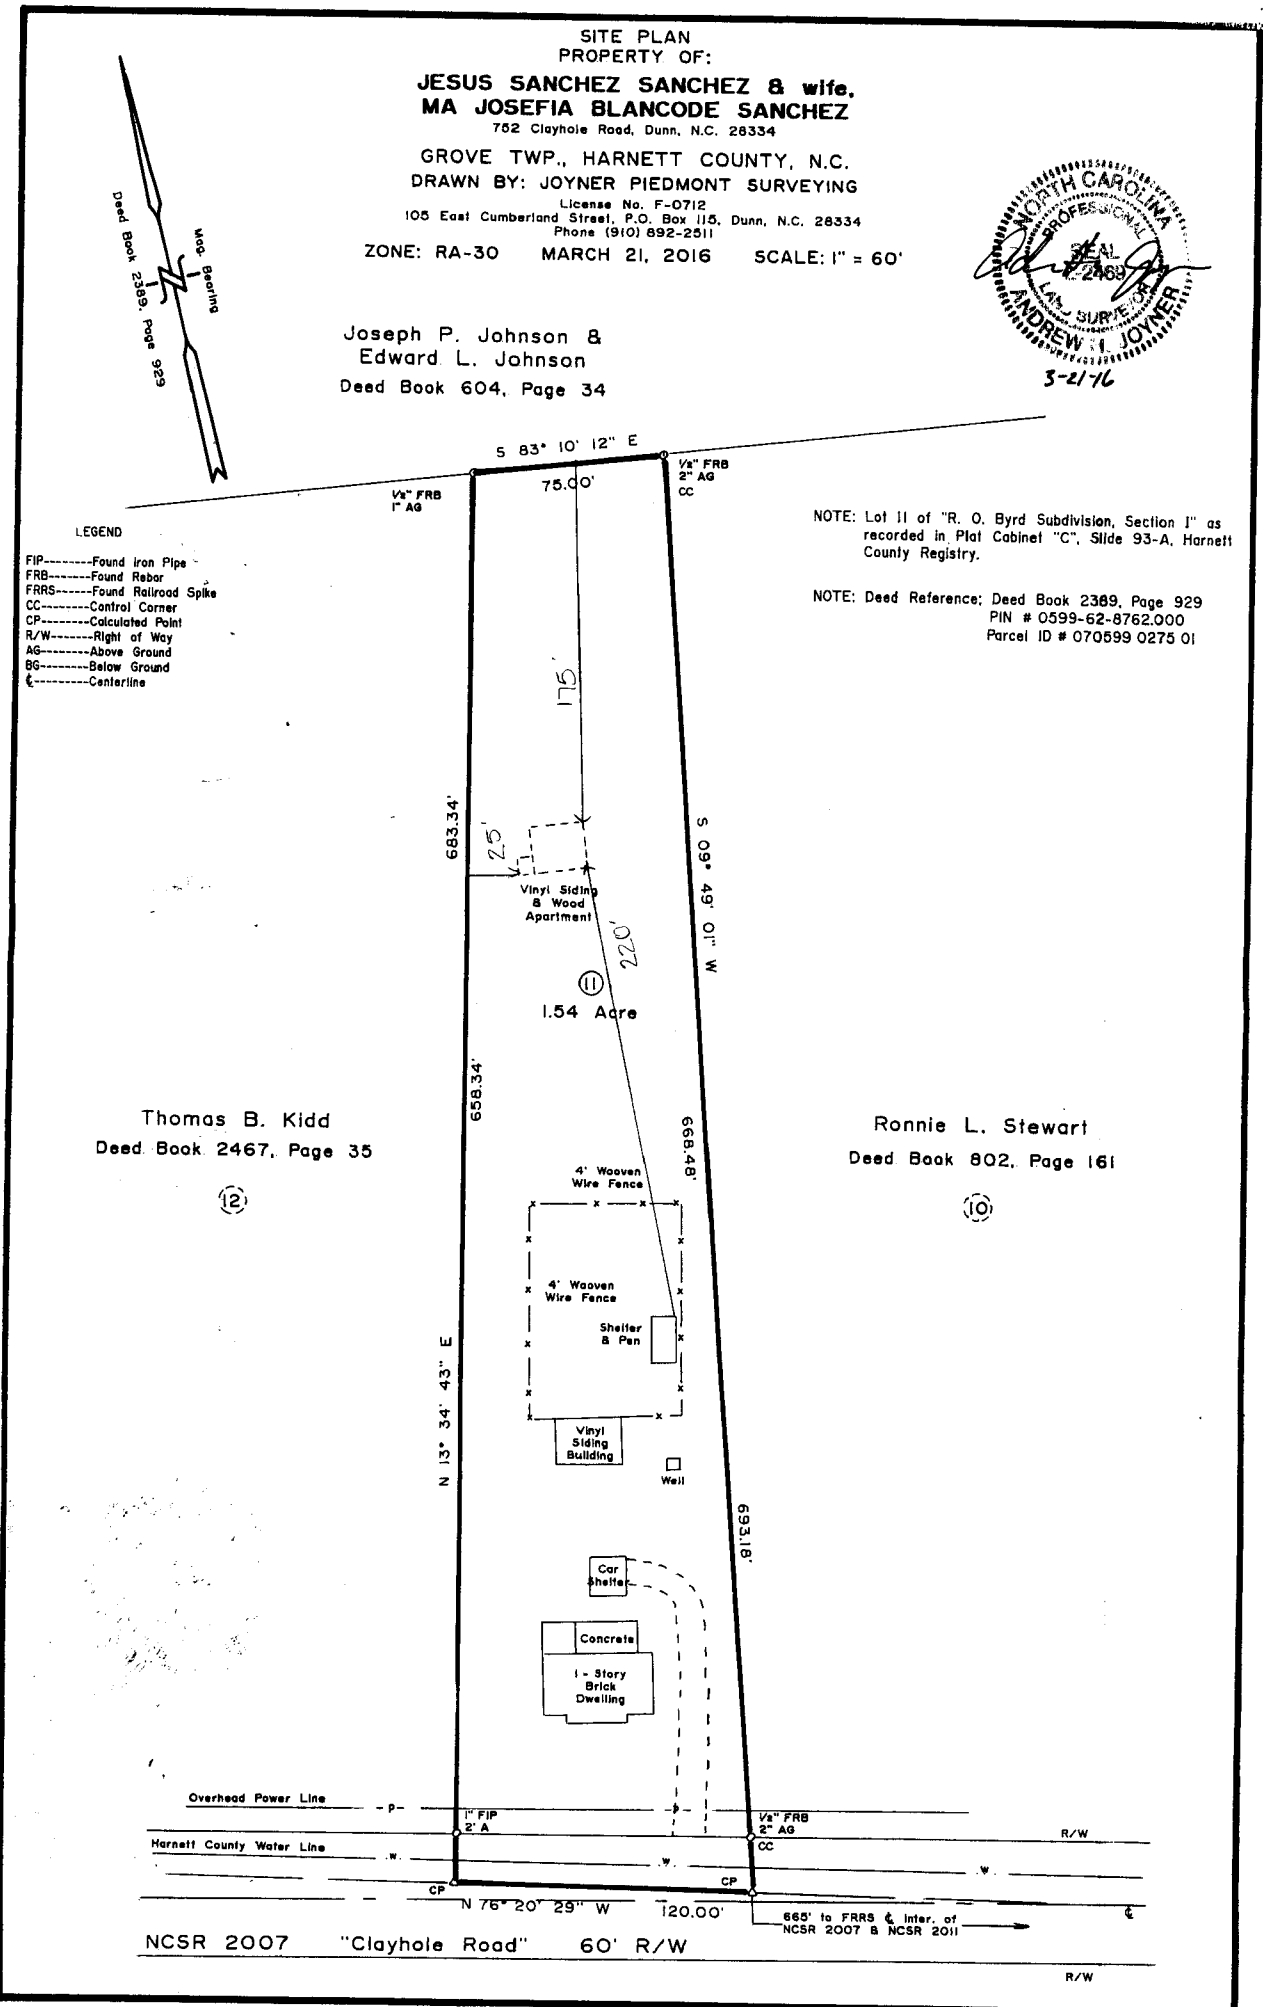 SITE PLAN
PROPERTY OF:
JESUS SANCHEZ SANCHEZ & wife,
MA JOSEFIA BLANCODE SANCHEZ
752 Clayhole Road, Dunn, N.C. 28334
GROVE TWP., HARNETT COUNTY, N.C.
DRAWN BY: JOYNER PIEDMONT SURVEYING
License No. F-0712
105 East Cumberland Street, P.O. Box 115, Dunn, N.C. 28334
Phone (910) 892-2511
ZONE: RA-30 MARCH 21, 2016 SCALE: 1" = 60'
Mag. Bearing
Deed Book 2389, Page 929
NORTH CAROLINA
PROFESSIONAL
SEAL
L-2469
LAND SURVEYOR
ANDREW H. JOYNER
3-21-16
Joseph P. Johnson &
Edward L. Johnson
Deed Book 604, Page 34
S 83° 10' 12" E
75.00'
1/2" FRB
1" AG
1/2" FRB
2" AG
CC
LEGEND
FIP--------Found Iron Pipe
FRB-------Found Rebar
FRRS------Found Railroad Spike
CC--------Control Corner
CP--------Calculated Point
R/W-------Right of Way
AG--------Above Ground
BG--------Below Ground
℄---------Centerline
NOTE: Lot 11 of "R. O. Byrd Subdivision, Section 1" as
recorded in Plat Cabinet "C", Slide 93-A, Harnett
County Registry.
NOTE: Deed Reference; Deed Book 2389, Page 929
PIN # 0599-62-8762.000
Parcel ID # 070599 0275 01
175'
683.34'
25'
S 09° 49' 01" W
Vinyl Siding
& Wood
Apartment
220'
11
1.54 Acre
658.34'
668.48'
Thomas B. Kidd
Deed Book 2467, Page 35
12
Ronnie L. Stewart
Deed Book 802, Page 161
10
4' Wooven
Wire Fence
4' Wooven
Wire Fence
Shelter
& Pen
N 13° 34' 43" E
Vinyl
Siding
Building
Well
693.18'
Car
Shelter
Concrete
1 - Story
Brick
Dwelling
Overhead Power Line
- P -
P
1" FIP
2' A
1/2" FRB
2" AG
CC
R/W
Harnett County Water Line
W
W
W
CP
CP
N 76° 20' 29" W 120.00'
℄
665' to FRRS ℄ Inter. of
NCSR 2007 & NCSR 2011
NCSR 2007 "Clayhole Road" 60' R/W
R/W